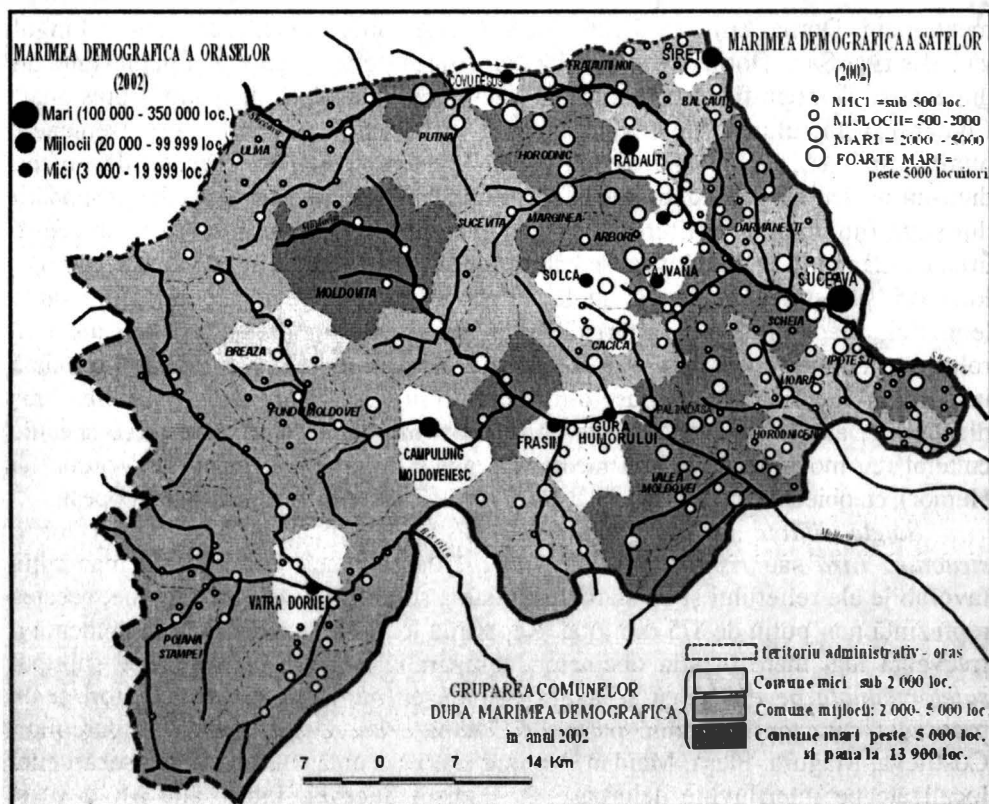 MARIMEA DEMOGRAFICA A ORASELOR
(2002)
Mari (100 000 - 350 000 loc.)
Mijlocii (20 000 - 99 999 loc.)
Mici (3 000 - 19 999 loc.)
MARIMEA DEMOGRAFICA A SATELOR
(2002)
MICI =sub 500 loc.
MIJLOCII= 500-2000
MARI = 2000 - 5000
FOARTE MARI =
peste 5000 locuitori
SIRET
FRATAUTII NOI
BALCAUTI
ULMA
PUTNA
HORODNIC
RADAUTI
SUCEVITA
MARGINEA
ARBORE
DARMANESTI
MOLDOVITA
SOLCA
CAJVANA
SUCEAVA
SCHEIA
BREAZA
CACICA
IPOTESTI
MOARA
FUNDU MOLDOVEI
PALTINOASA
CAMPULUNG
MOLDOVENESC
FRASIN
GURA
HUMORULUI
HORODNICENI
VALEA
MOLDOVEI
VATRA DORNEI
POIANA
STAMPEI
teritoriu administrativ - oras
GRUPAREA COMUNELOR
DUPA MARIMEA DEMOGRAFICA
in anul 2002
Comune mici sub 2 000 loc.
Comune mijlocii: 2 000- 5 000 loc
Comune mari peste 5 000 loc.
si pana la 13 900 loc.
7 0 7 14 Km